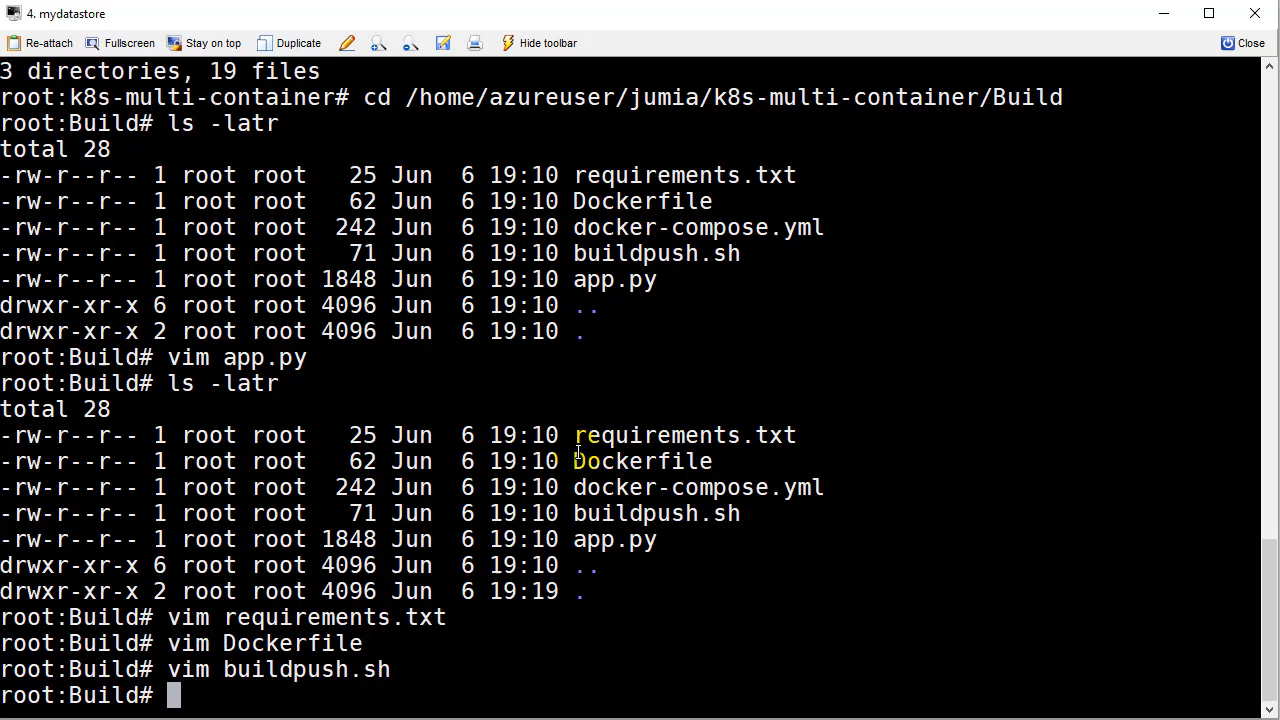 4. mydatastore
Re-attach Fullscreen Stay on top Duplicate Hide toolbar Close
3 directories, 19 files
root:k8s-multi-container# cd /home/azureuser/jumia/k8s-multi-container/Build
root:Build# ls -latr
total 28
-rw-r--r-- 1 root root   25 Jun  6 19:10 requirements.txt
-rw-r--r-- 1 root root   62 Jun  6 19:10 Dockerfile
-rw-r--r-- 1 root root  242 Jun  6 19:10 docker-compose.yml
-rw-r--r-- 1 root root   71 Jun  6 19:10 buildpush.sh
-rw-r--r-- 1 root root 1848 Jun  6 19:10 app.py
drwxr-xr-x 6 root root 4096 Jun  6 19:10 ..
drwxr-xr-x 2 root root 4096 Jun  6 19:10 .
root:Build# vim app.py
root:Build# ls -latr
total 28
-rw-r--r-- 1 root root   25 Jun  6 19:10 requirements.txt
-rw-r--r-- 1 root root   62 Jun  6 19:10 Dockerfile
-rw-r--r-- 1 root root  242 Jun  6 19:10 docker-compose.yml
-rw-r--r-- 1 root root   71 Jun  6 19:10 buildpush.sh
-rw-r--r-- 1 root root 1848 Jun  6 19:10 app.py
drwxr-xr-x 6 root root 4096 Jun  6 19:10 ..
drwxr-xr-x 2 root root 4096 Jun  6 19:19 .
root:Build# vim requirements.txt
root:Build# vim Dockerfile
root:Build# vim buildpush.sh
root:Build#